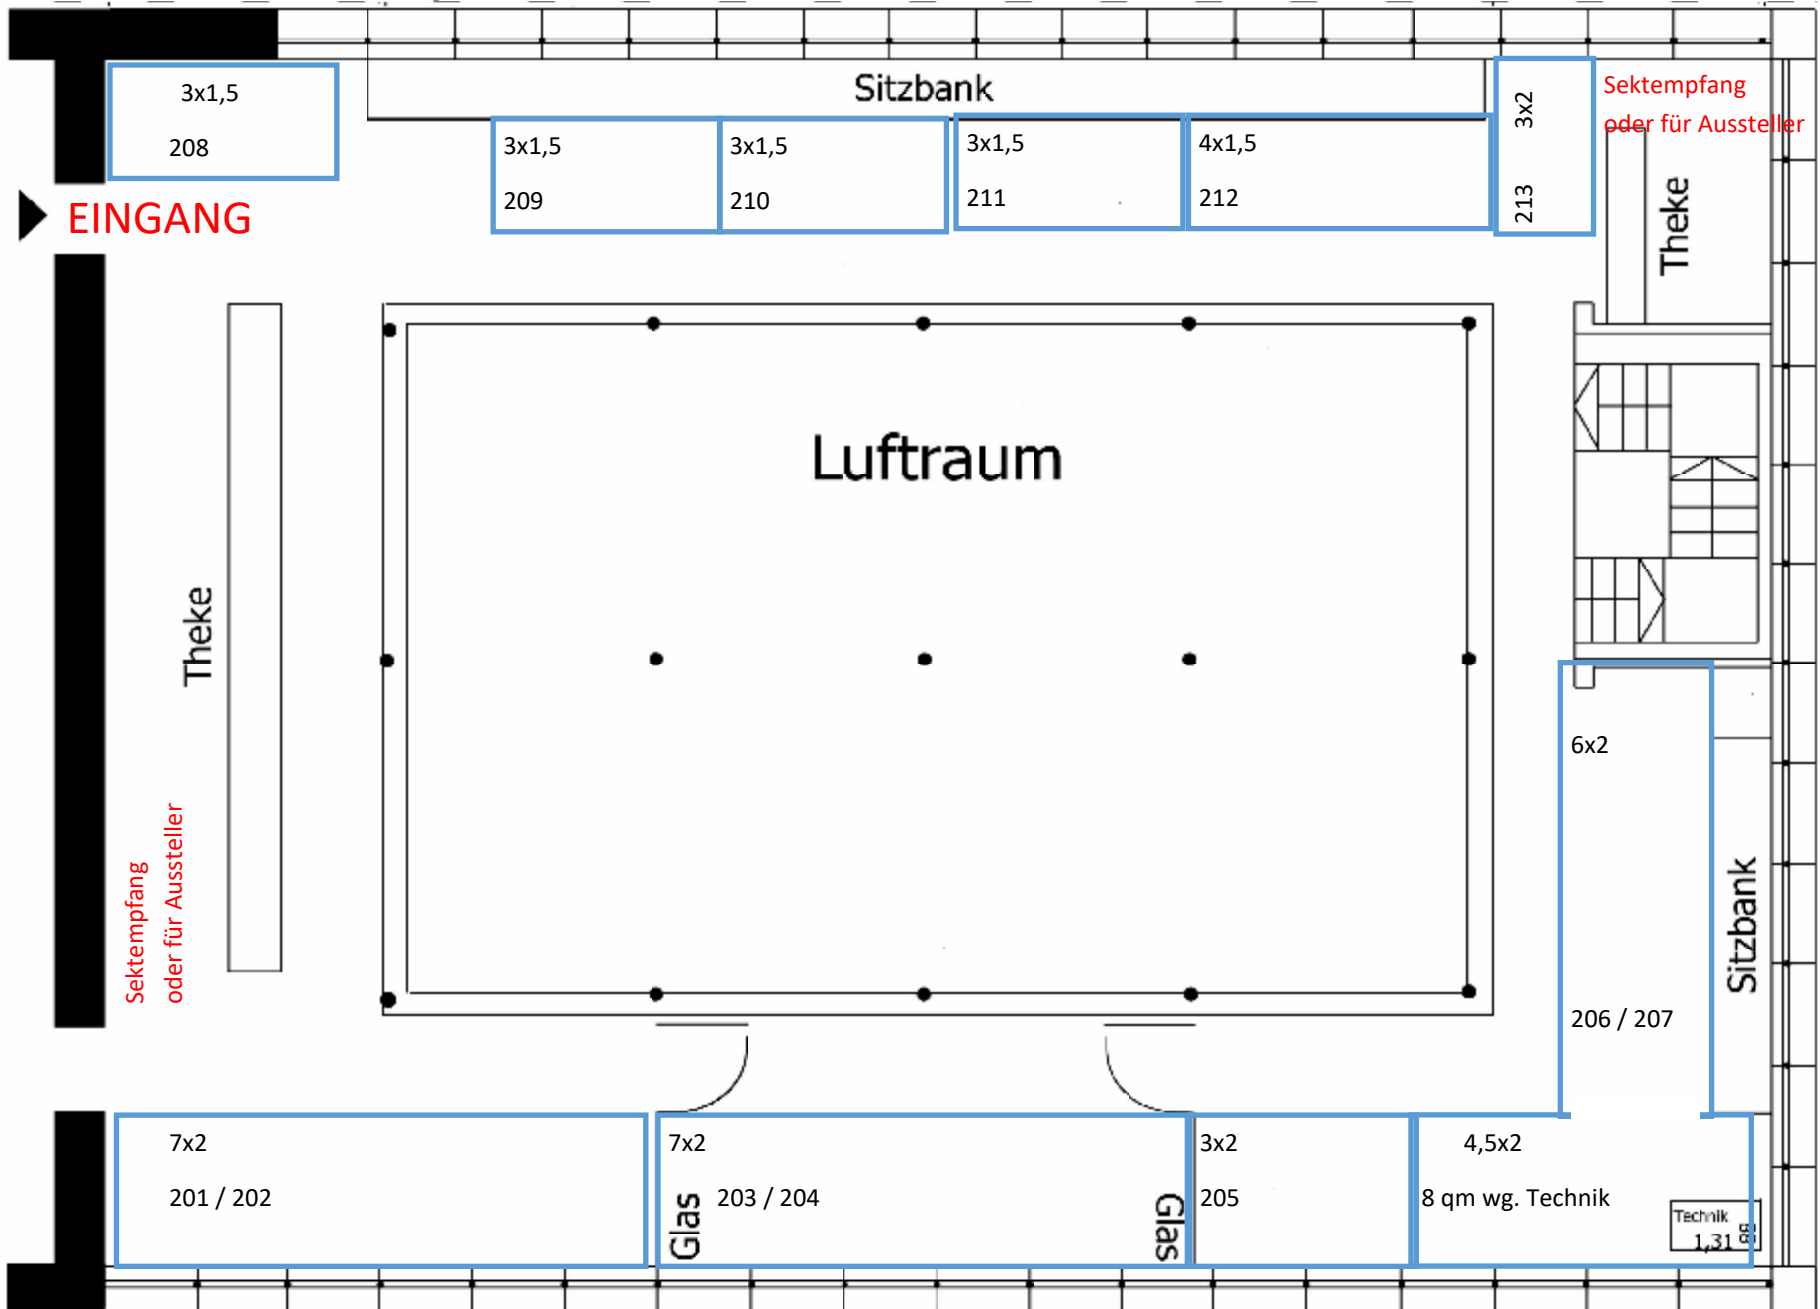 Sitzbank
3x1,5
208
3x1,5
209
3x1,5
210
3x1,5
211
4x1,5
212
3x2
213
Sektempfang
oder für Aussteller
Theke
EINGANG
Luftraum
Theke
Sektempfang
oder für Aussteller
6x2
206 / 207
Sitzbank
7x2
201 / 202
7x2
203 / 204
Glas
Glas
3x2
205
4,5x2
8 qm wg. Technik
Technik
1,31